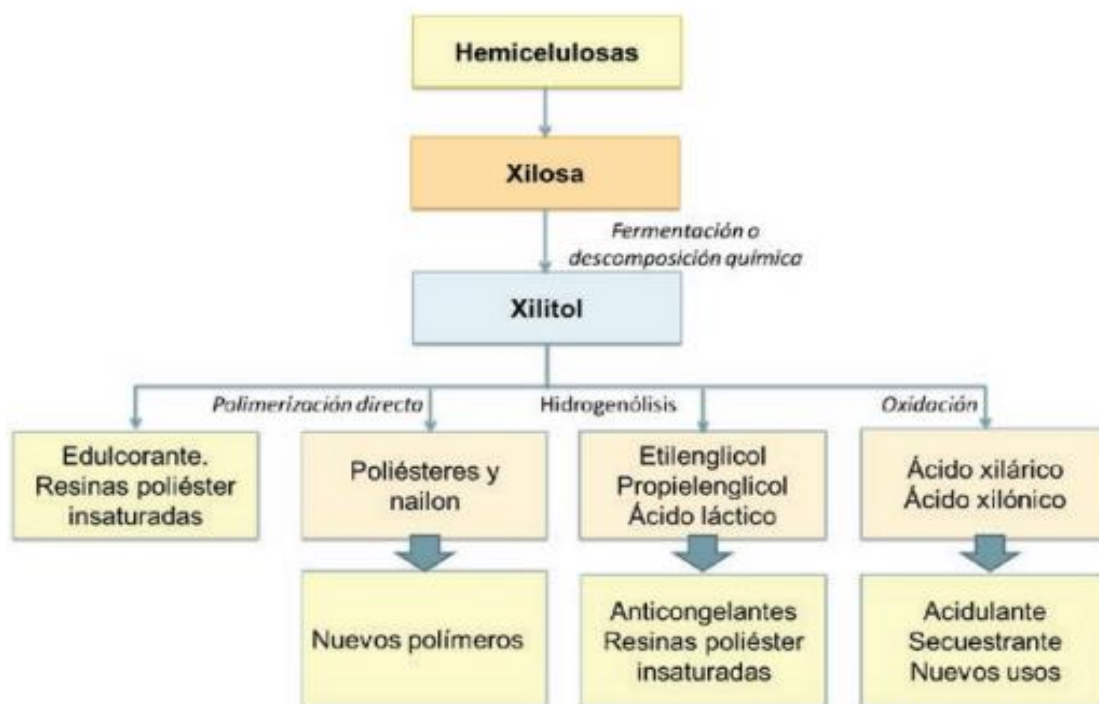 Hemicelulosas
Xilosa
Fermentación o
descomposición química
Xilitol
Polimerización directa
Hidrogenólisis
Oxidación
Edulcorante.
Resinas poliéster
insaturadas
Poliésteres y
nailon
Etilenglicol
Propielenglicol
Ácido láctico
Ácido xilárico
Ácido xilónico
Nuevos polímeros
Anticongelantes
Resinas poliéster
insaturadas
Acidulante
Secuestrante
Nuevos usos